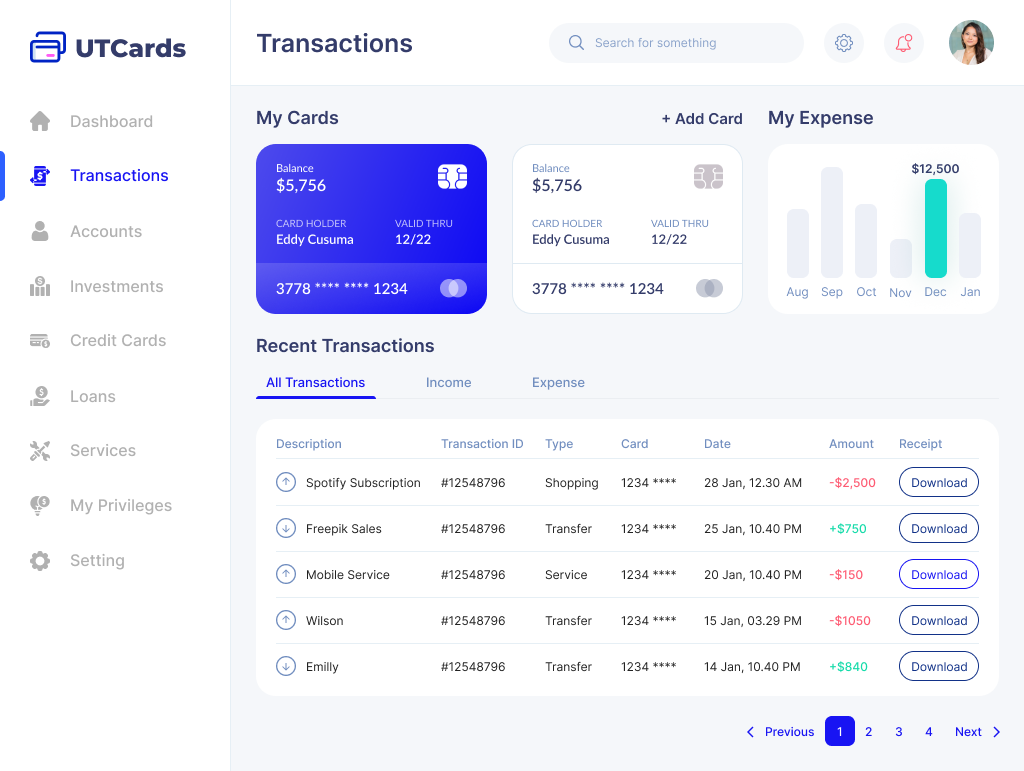 UTCards
Transactions
Search for something
Dashboard
Transactions
Accounts
Investments
Credit Cards
Loans
Services
My Privileges
Setting
My Cards
+ Add Card
Balance
$5,756
CARD HOLDER
VALID THRU
Eddy Cusuma
12/22
3778 **** **** 1234
Balance
$5,756
CARD HOLDER
VALID THRU
Eddy Cusuma
12/22
3778 **** **** 1234
My Expense
$12,500
Aug Sep Oct Nov Dec Jan
Recent Transactions
All Transactions Income Expense
Description Transaction ID Type Card Date Amount Receipt
Spotify Subscription #12548796 Shopping 1234 **** 28 Jan, 12.30 AM -$2,500 Download
Freepik Sales #12548796 Transfer 1234 **** 25 Jan, 10.40 PM +$750 Download
Mobile Service #12548796 Service 1234 **** 20 Jan, 10.40 PM -$150 Download
Wilson #12548796 Transfer 1234 **** 15 Jan, 03.29 PM -$1050 Download
Emilly #12548796 Transfer 1234 **** 14 Jan, 10.40 PM +$840 Download
Previous 1 2 3 4 Next